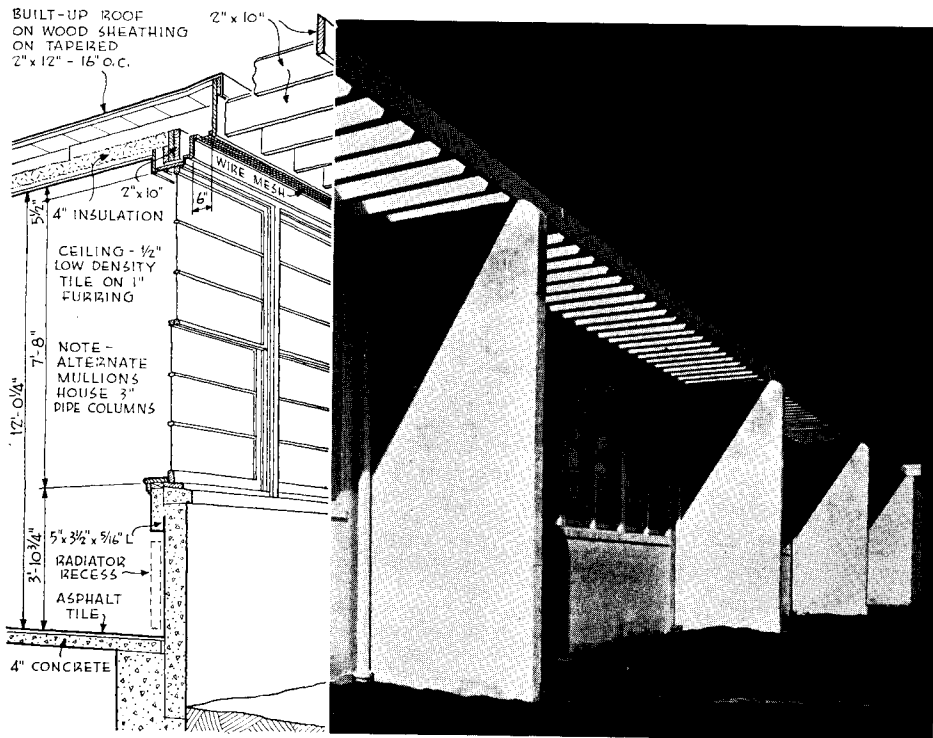 BUILT-UP ROOF
ON WOOD SHEATHING
ON TAPERED
2" x 12" - 16" O.C.
2" x 10"
WIRE MESH
6"
2" x 10"
4" INSULATION
5½"
CEILING - ½"
LOW DENSITY
TILE ON 1"
FURRING
7'-8"
NOTE -
ALTERNATE
MULLIONS
HOUSE 3"
PIPE COLUMNS
12'-0¼"
5" x 3½" x 5/16" L
3'-10¾"
RADIATOR
RECESS
ASPHALT
TILE
4" CONCRETE